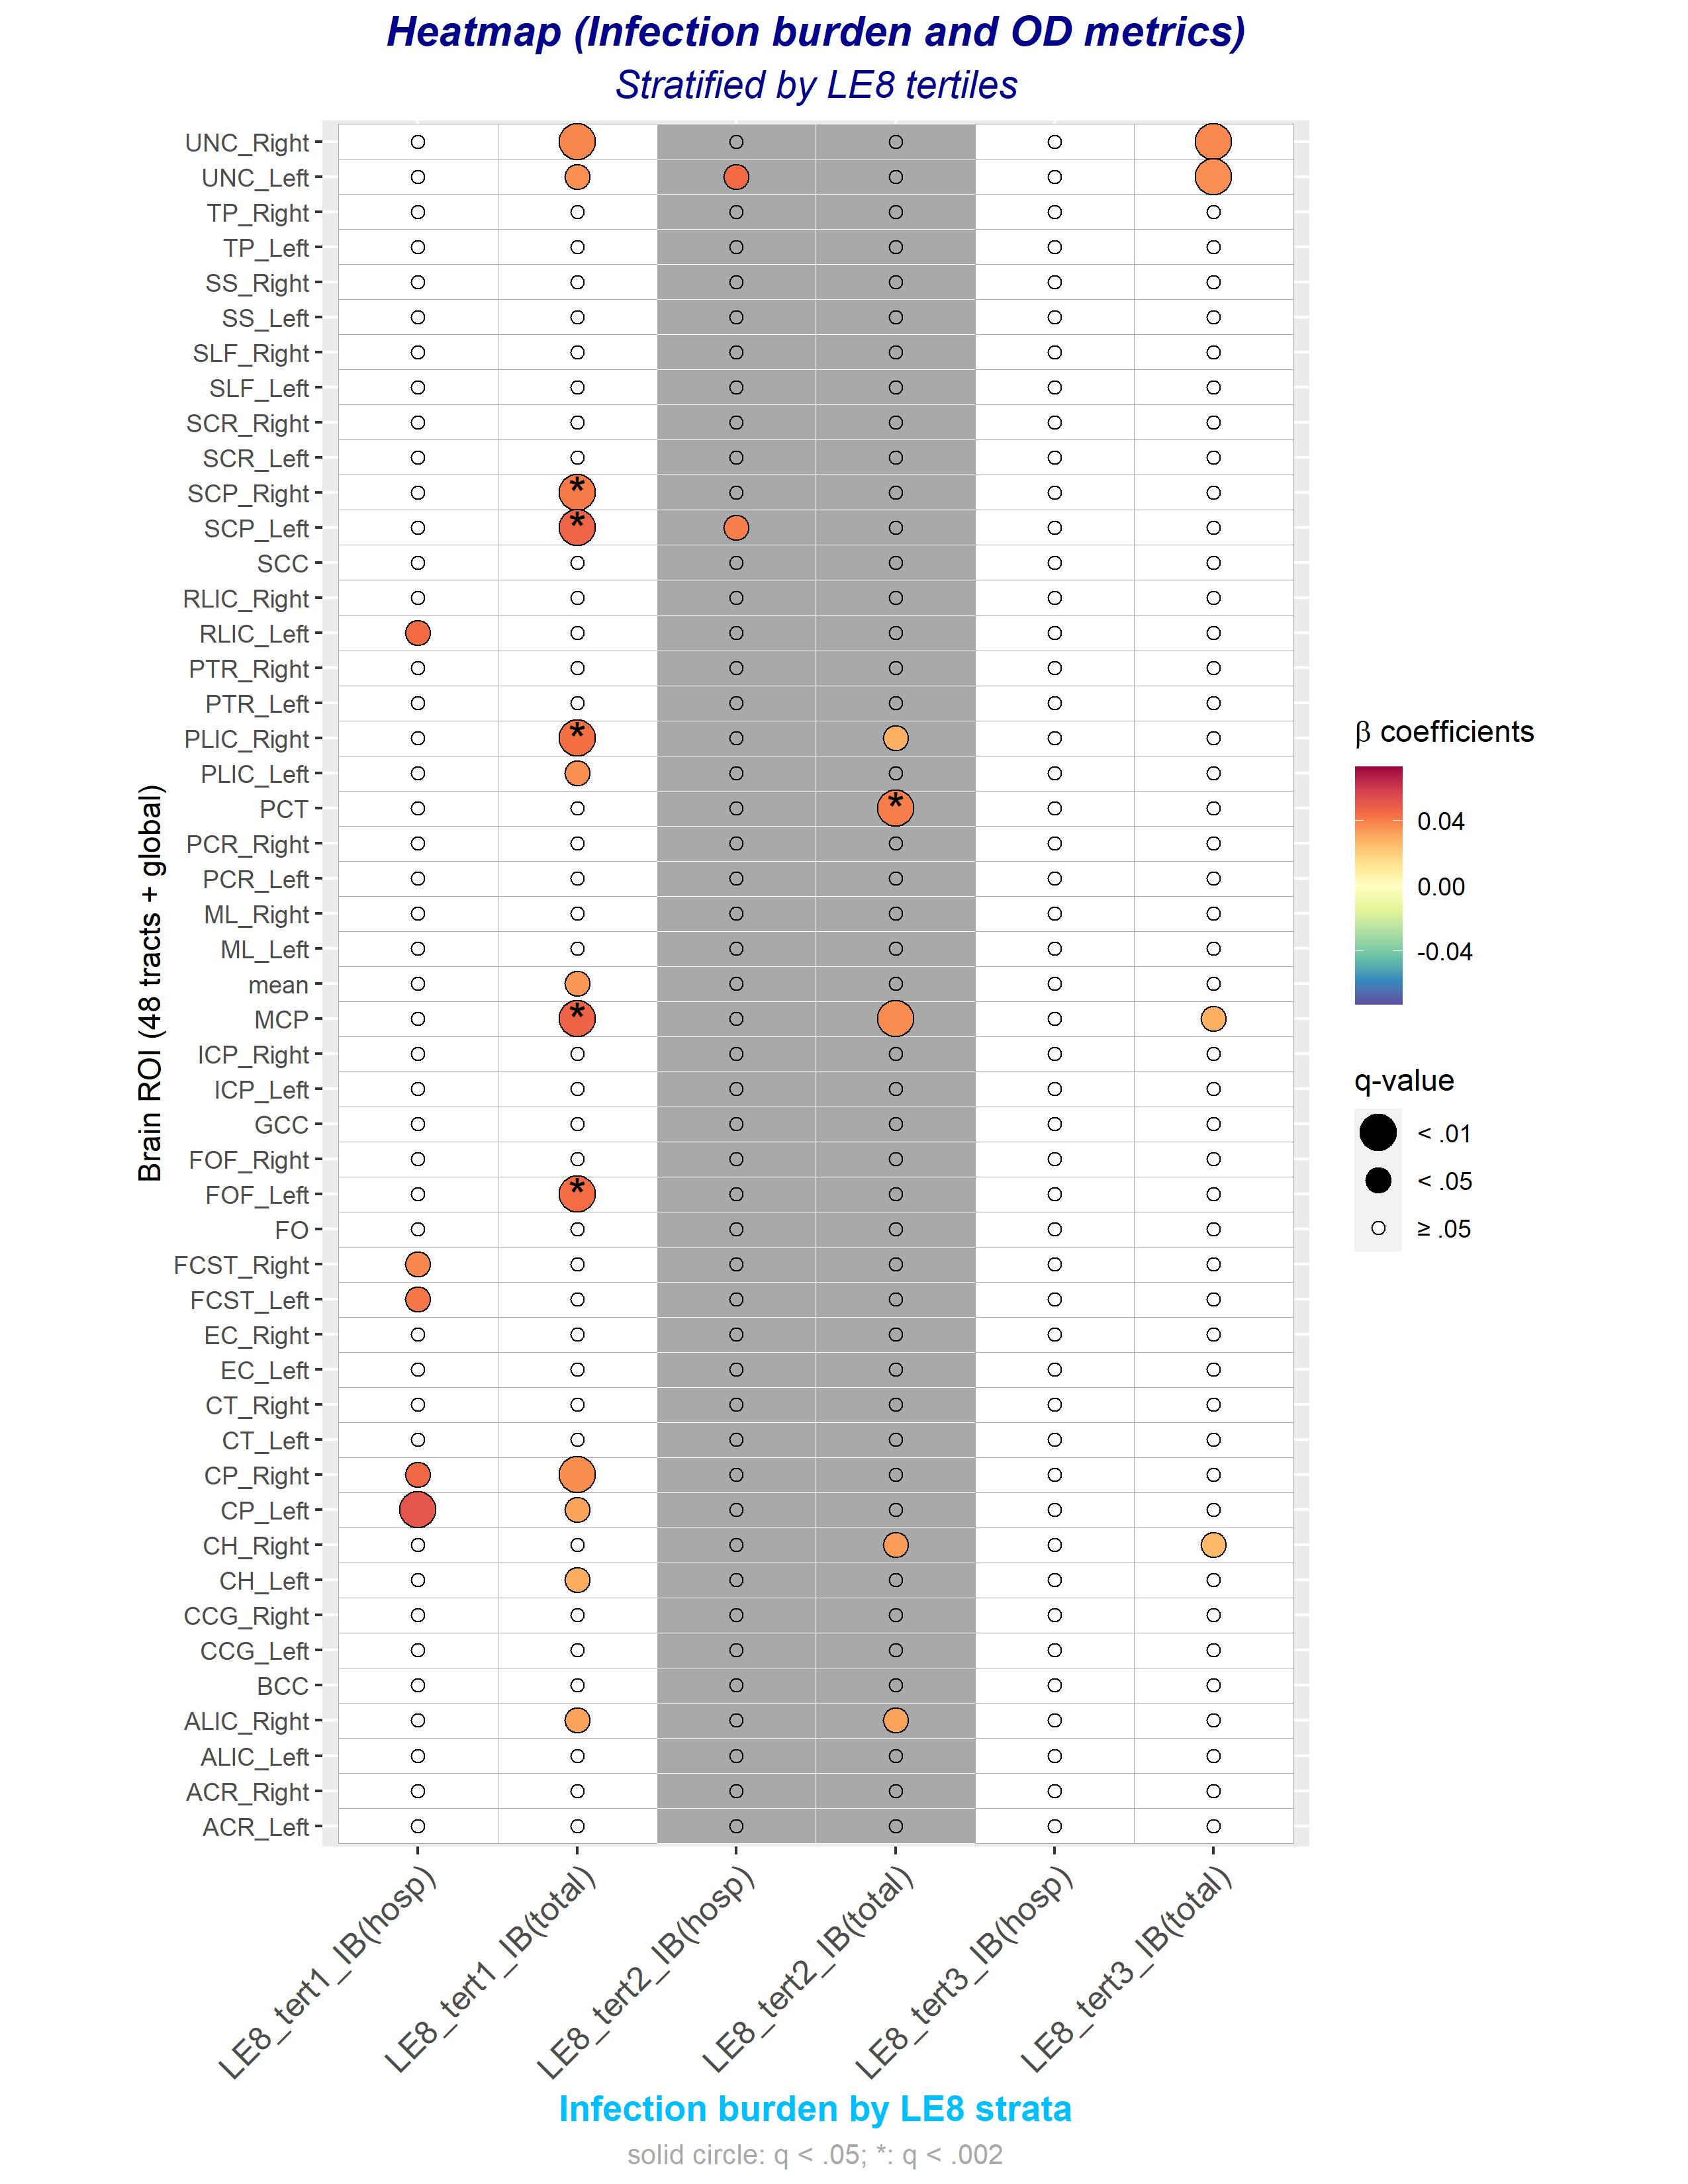 Heatmap (Infection burden and OD metrics)
Stratified by LE8 tertiles
Brain ROI (48 tracts + global)
UNC_Right
UNC_Left
TP_Right
TP_Left
SS_Right
SS_Left
SLF_Right
SLF_Left
SCR_Right
SCR_Left
SCP_Right
*
SCP_Left
*
SCC
RLIC_Right
RLIC_Left
PTR_Right
PTR_Left
PLIC_Right
*
PLIC_Left
PCT
*
PCR_Right
PCR_Left
ML_Right
ML_Left
mean
MCP
*
ICP_Right
ICP_Left
GCC
FOF_Right
FOF_Left
*
FO
FCST_Right
FCST_Left
EC_Right
EC_Left
CT_Right
CT_Left
CP_Right
CP_Left
CH_Right
CH_Left
CCG_Right
CCG_Left
BCC
ALIC_Right
ALIC_Left
ACR_Right
ACR_Left
LE8_tert1_IB(hosp)
LE8_tert1_IB(total)
LE8_tert2_IB(hosp)
LE8_tert2_IB(total)
LE8_tert3_IB(hosp)
LE8_tert3_IB(total)
Infection burden by LE8 strata
solid circle: q < .05; *: q < .002
β coefficients
0.04
0.00
-0.04
q-value
< .01
< .05
≥ .05